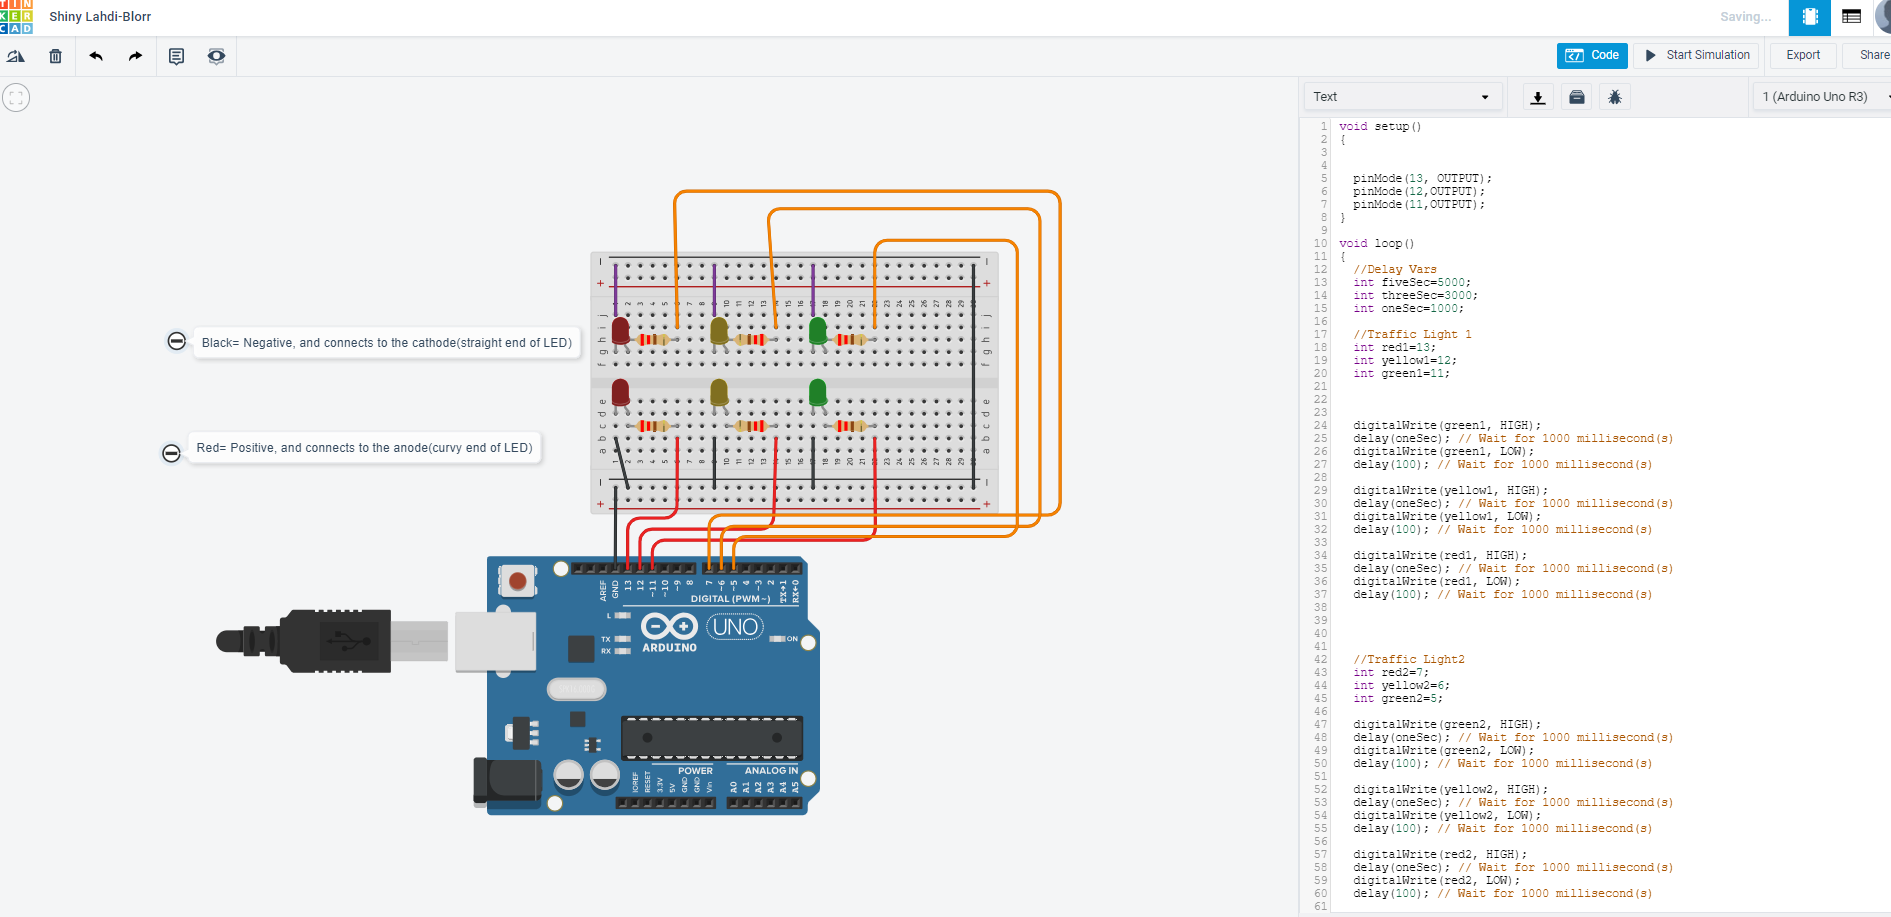 TIN
KER
CAD
Shiny Lahdi-Blorr
Saving...
Code
Start Simulation
Export
Share
Text
1 (Arduino Uno R3)
Black= Negative, and connects to the cathode(straight end of LED)
Red= Positive, and connects to the anode(curvy end of LED)
AREF
GND
13
12
~11
~10
~9
8
7
~6
~5
4
~3
2
TX→1
RX←0
DIGITAL (PWM~)
L
TX
RX
ARDUINO
UNO
ON
POWER
ANALOG IN
IOREF
RESET
3.3V
5V
GND
GND
Vin
A0
A1
A2
A3
A4
A5
1 void setup()
2 {
3
4
5 pinMode(13, OUTPUT);
6 pinMode(12,OUTPUT);
7 pinMode(11,OUTPUT);
8 }
9
10 void loop()
11 {
12 //Delay Vars
13 int fiveSec=5000;
14 int threeSec=3000;
15 int oneSec=1000;
16
17 //Traffic Light 1
18 int red1=13;
19 int yellow1=12;
20 int green1=11;
21
22
23
24 digitalWrite(green1, HIGH);
25 delay(oneSec); // Wait for 1000 millisecond(s)
26 digitalWrite(green1, LOW);
27 delay(100); // Wait for 1000 millisecond(s)
28
29 digitalWrite(yellow1, HIGH);
30 delay(oneSec); // Wait for 1000 millisecond(s)
31 digitalWrite(yellow1, LOW);
32 delay(100); // Wait for 1000 millisecond(s)
33
34 digitalWrite(red1, HIGH);
35 delay(oneSec); // Wait for 1000 millisecond(s)
36 digitalWrite(red1, LOW);
37 delay(100); // Wait for 1000 millisecond(s)
38
39
40
41
42 //Traffic Light2
43 int red2=7;
44 int yellow2=6;
45 int green2=5;
46
47 digitalWrite(green2, HIGH);
48 delay(oneSec); // Wait for 1000 millisecond(s)
49 digitalWrite(green2, LOW);
50 delay(100); // Wait for 1000 millisecond(s)
51
52 digitalWrite(yellow2, HIGH);
53 delay(oneSec); // Wait for 1000 millisecond(s)
54 digitalWrite(yellow2, LOW);
55 delay(100); // Wait for 1000 millisecond(s)
56
57 digitalWrite(red2, HIGH);
58 delay(oneSec); // Wait for 1000 millisecond(s)
59 digitalWrite(red2, LOW);
60 delay(100); // Wait for 1000 millisecond(s)
61